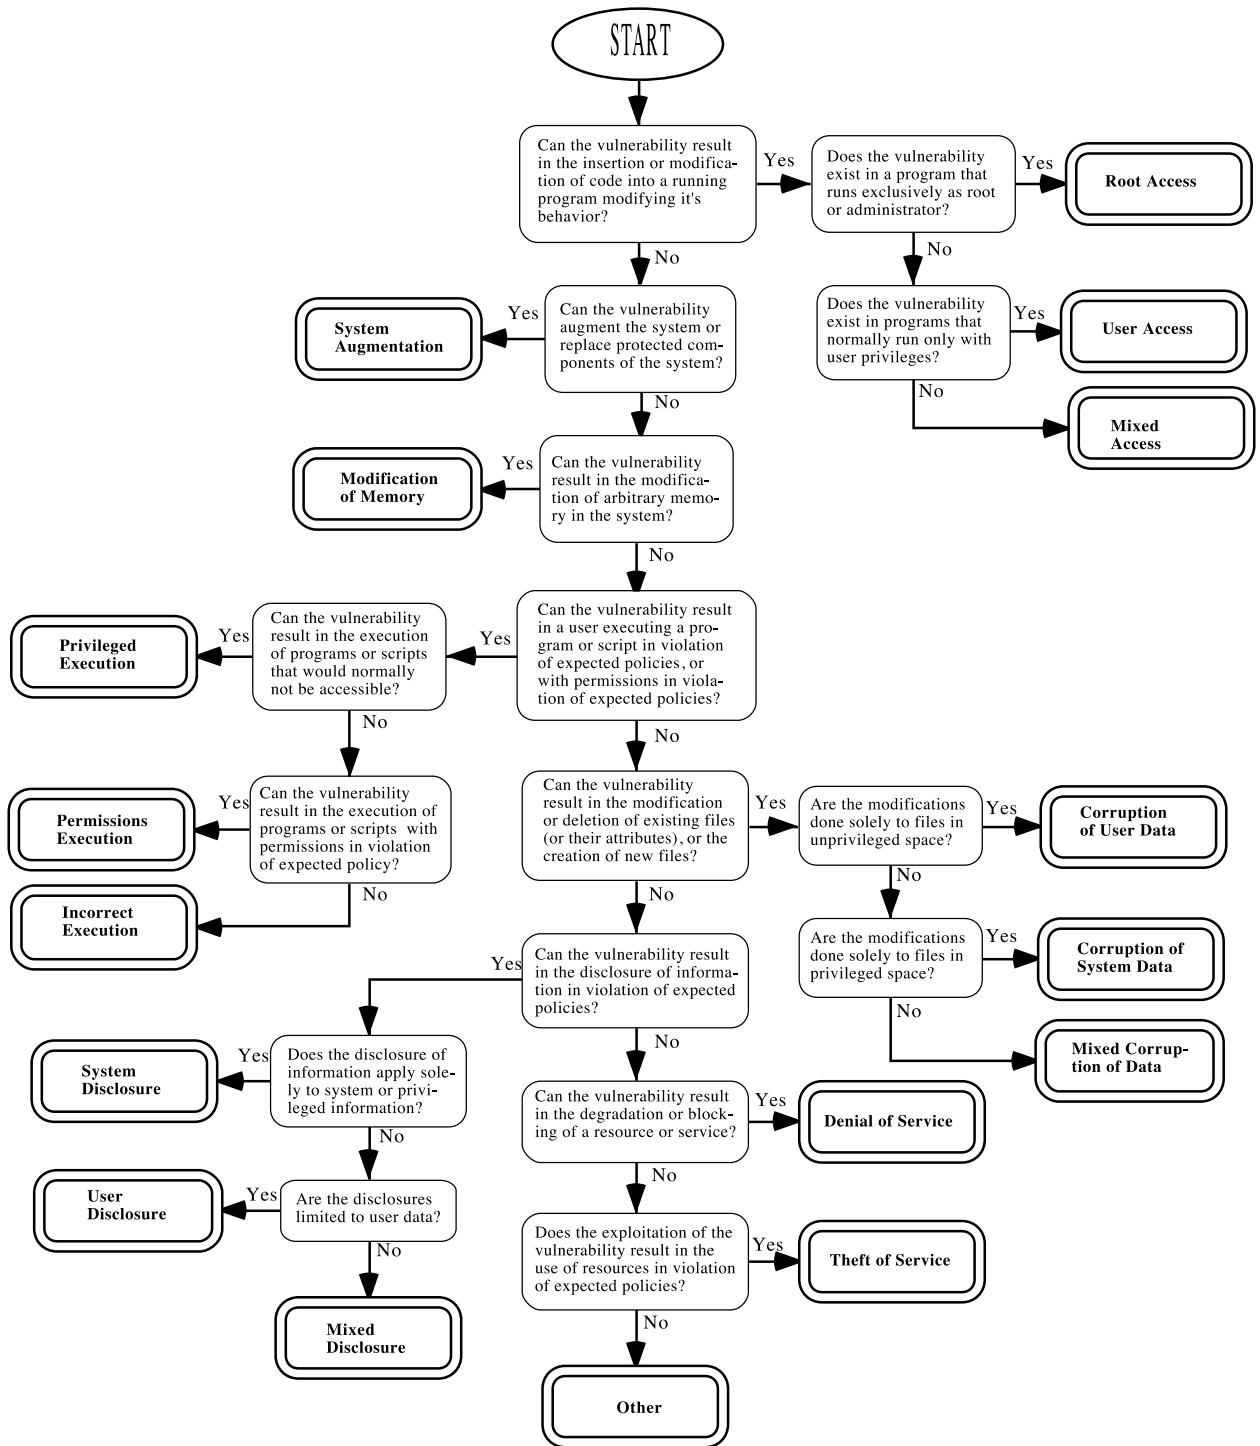 START
Can the vulnerability result
in the insertion or modifica-
tion of code into a running
program modifying it's
behavior?
Yes
Does the vulnerability
exist in a program that
runs exclusively as root
or administrator?
Yes
Root Access
No
No
Yes
System
Augmentation
Can the vulnerability
augment the system or
replace protected com-
ponents of the system?
Does the vulnerability
exist in programs that
normally run only with
user privileges?
Yes
User Access
No
No
Mixed
Access
Yes
Modification
of Memory
Can the vulnerability
result in the modifica-
tion of arbitrary memo-
ry in the system?
No
Privileged
Execution
Yes
Can the vulnerability
result in the execution
of programs or scripts
that would normally
not be accessible?
Yes
Can the vulnerability result
in a user executing a pro-
gram or script in violation
of expected policies, or
with permissions in viola-
tion of expected policies?
No
No
Permissions
Execution
Yes
Can the vulnerability
result in the execution of
programs or scripts with
permissions in violation
of expected policy?
Can the vulnerability
result in the modification
or deletion of existing files
(or their attributes), or the
creation of new files?
Yes
Are the modifications
done solely to files in
unprivileged space?
Yes
Corruption
of User Data
No
No
No
Incorrect
Execution
Yes
Can the vulnerability result
in the disclosure of informa-
tion in violation of expected
policies?
Are the modifications
done solely to files in
privileged space?
Yes
Corruption of
System Data
No
No
Mixed Corrup-
tion of Data
System
Disclosure
Yes
Does the disclosure of
information apply sole-
ly to system or privi-
leged information?
Can the vulnerability result
in the degradation or block-
ing of a resource or service?
Yes
Denial of Service
No
No
User
Disclosure
Yes
Are the disclosures
limited to user data?
Does the exploitation of the
vulnerability result in the
use of resources in violation
of expected policies?
Yes
Theft of Service
No
No
Mixed
Disclosure
Other